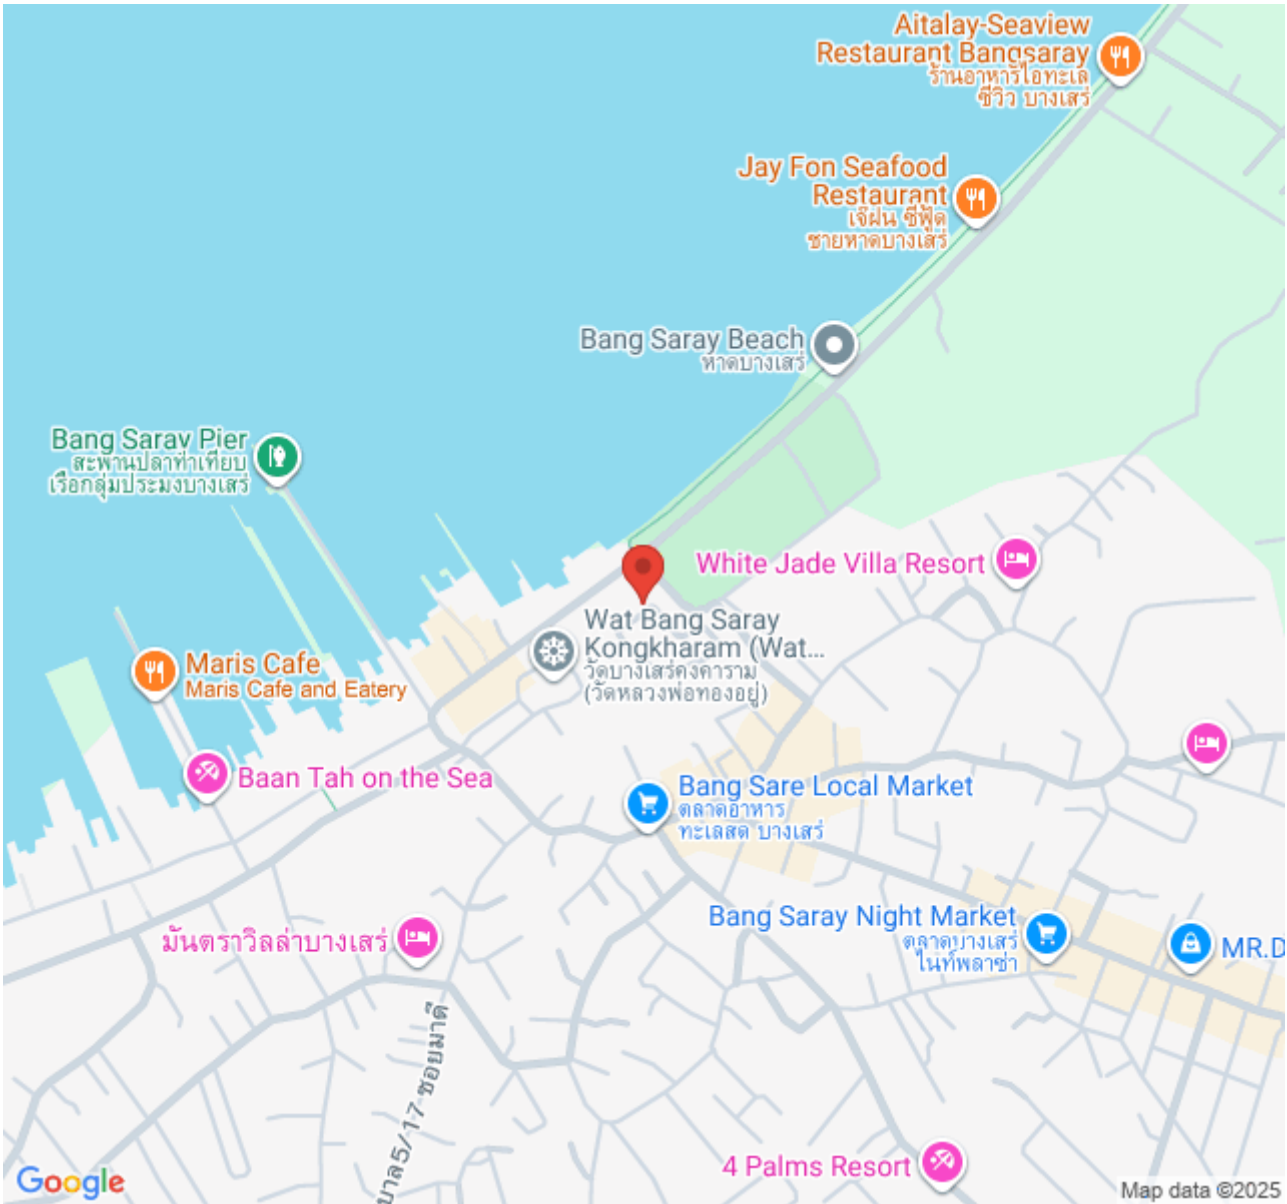 Aitalay-Seaview
Restaurant Bangsaray
ร้านอาหารไอทะเล
ซีวิว บางเสร่
Jay Fon Seafood
Restaurant
เจ๊ฝน ซีฟู้ด
ชายหาดบางเสร่
Bang Saray Beach
หาดบางเสร่
Bang Saray Pier
สะพานปลาท่าเทียบ
เรือกลุ่มประมงบางเสร่
White Jade Villa Resort
Wat Bang Saray
Kongkharam (Wat...
วัดบางเสร่คงคาราม
(วัดหลวงพ่อทองอยู่)
Maris Cafe
Maris Cafe and Eatery
Baan Tah on the Sea
Bang Sare Local Market
ตลาดอาหาร
ทะเลสด บางเสร่
Bang Saray Night Market
ตลาดบางเสร่
ไนท์พลาซ่า
MR.D
มันตราวิลล่าบางเสร่
บาล5/17 ซอยมาดี
4 Palms Resort
Google
Map data ©2025